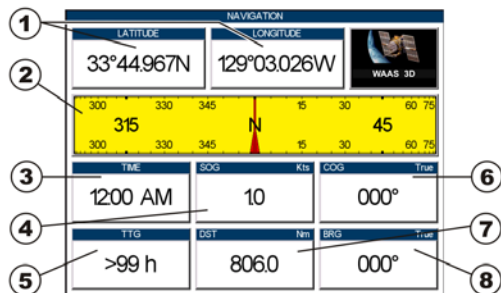 NAVIGATION
1 LATITUDE LONGITUDE
33°44.967N 129°03.026W WAAS 3D
2 300 330 345 15 30 60 75
315 N 45
300 330 345 15 30 60 75
3 TIME SOG Kts COG True 6
12:00 AM 1.0 000°
4 7
TTG DST Nm BRG True
5 >99 h 806.0 000° 8